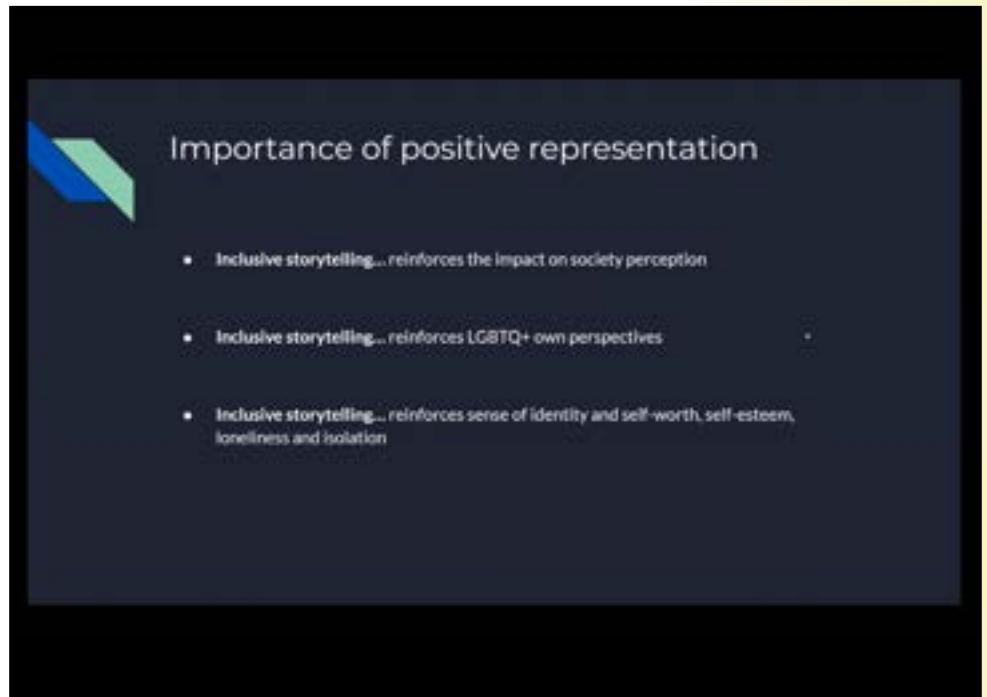 Importance of positive representation
● Inclusive storytelling... reinforces the impact on society perception
● Inclusive storytelling... reinforces LGBTQ+ own perspectives
● Inclusive storytelling... reinforces sense of identity and self-worth, self-esteem,
loneliness and isolation